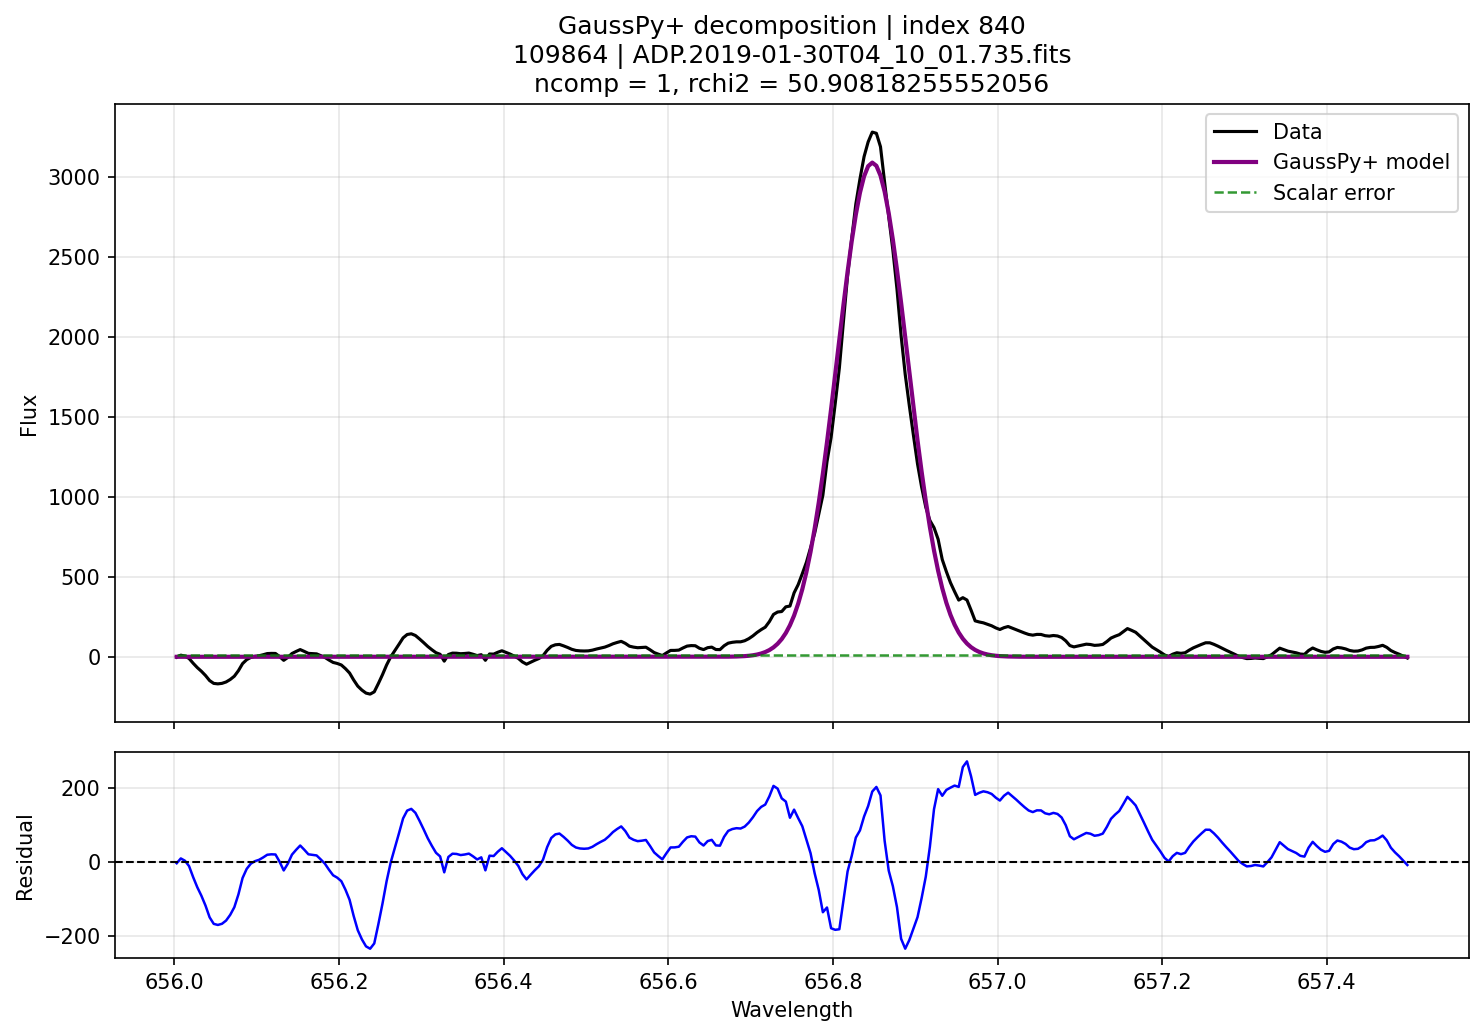 GaussPy+ decomposition | index 840
109864 | ADP.2019-01-30T04_10_01.735.fits
ncomp = 1, rchi2 = 50.90818255552056
Data
GaussPy+ model
Scalar error
Flux
3000
2500
2000
1500
1000
500
0
Residual
200
0
−200
656.0 656.2 656.4 656.6 656.8 657.0 657.2 657.4
Wavelength